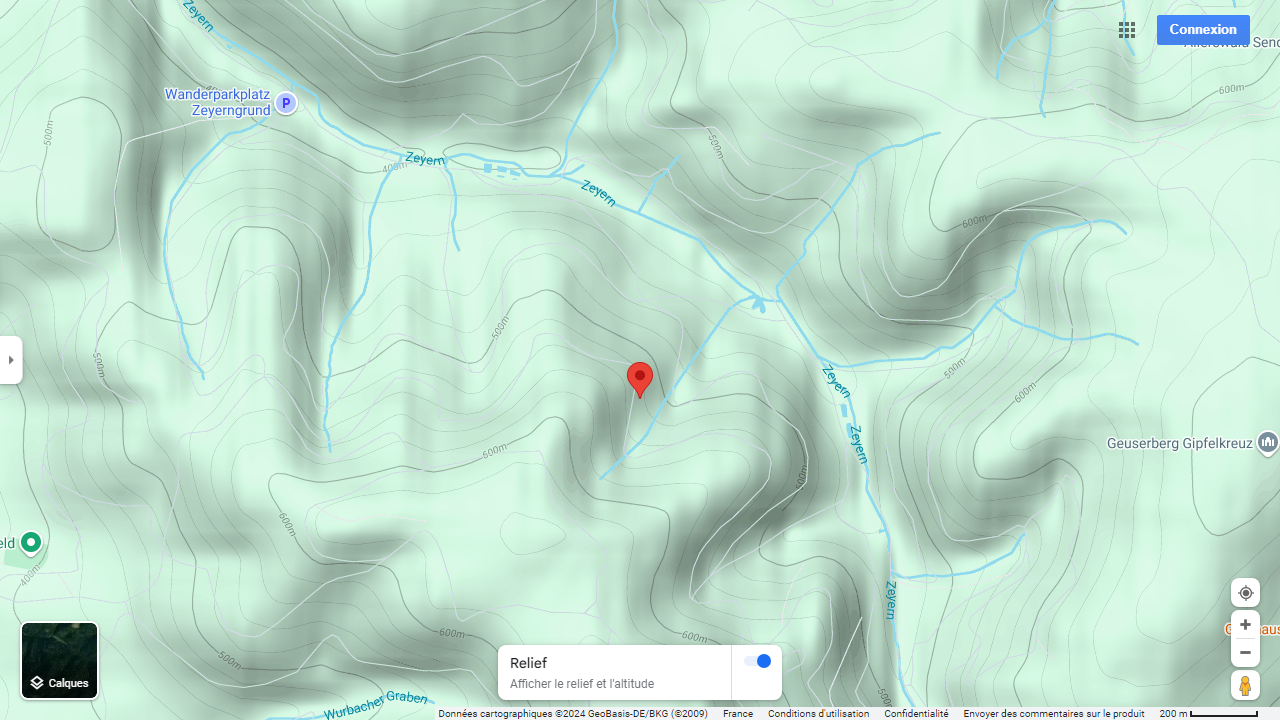 Zeyern
Connexion
600m
Wanderparkplatz
Zeyerngrund
P
500m
400m
Zeyern
500m
Zeyern
600m
500m
500m
Zeyern
500m
600m
Zeyern
600m
Geuserberg Gipfelkreuz
600m
600m
eld
400m
Zeyern
600m
600m
500m
Relief
Afficher le relief et l'altitude
Calques
500m
Wurbacher Graben
Données cartographiques ©2024 GeoBasis-DE/BKG (©2009) France Conditions d'utilisation Confidentialité Envoyer des commentaires sur le produit 200 m